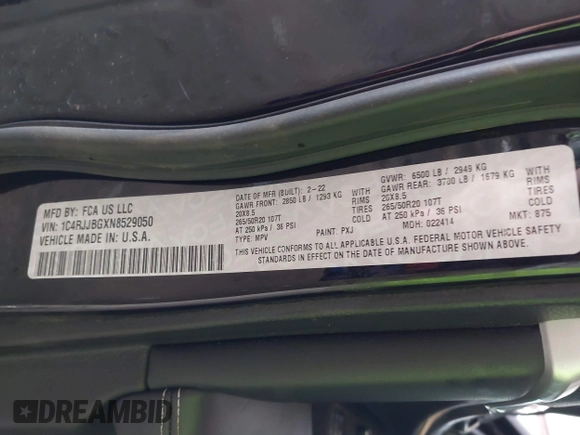 MFD BY: FCA US LLC
VIN: 1C4RJJBGXN8529050
VEHICLE MADE IN U.S.A.
DATE OF MFR (BUILT): 2-22
GAWR FRONT: 2850 LB / 1293 KG
WITH
20X8.5
RIMS
265/50R20 107T
TIRES
AT 250 kPa / 36 PSI
COLD
TYPE: MPV
PAINT: PXJ
GVWR: 6500 LB / 2949 KG
GAWR REAR: 3700 LB / 1679 KG
WITH
20X8.5
RIMS
265/50R20 107T
TIRES
AT 250 kPa / 36 PSI
COLD
MDH: 022414
MKT: 875
THIS VEHICLE CONFORMS TO ALL APPLICABLE U.S.A. FEDERAL MOTOR VEHICLE SAFETY
STANDARDS IN EFFECT ON THE DATE OF MANUFACTURE SHOWN ABOVE.
DREAMBID